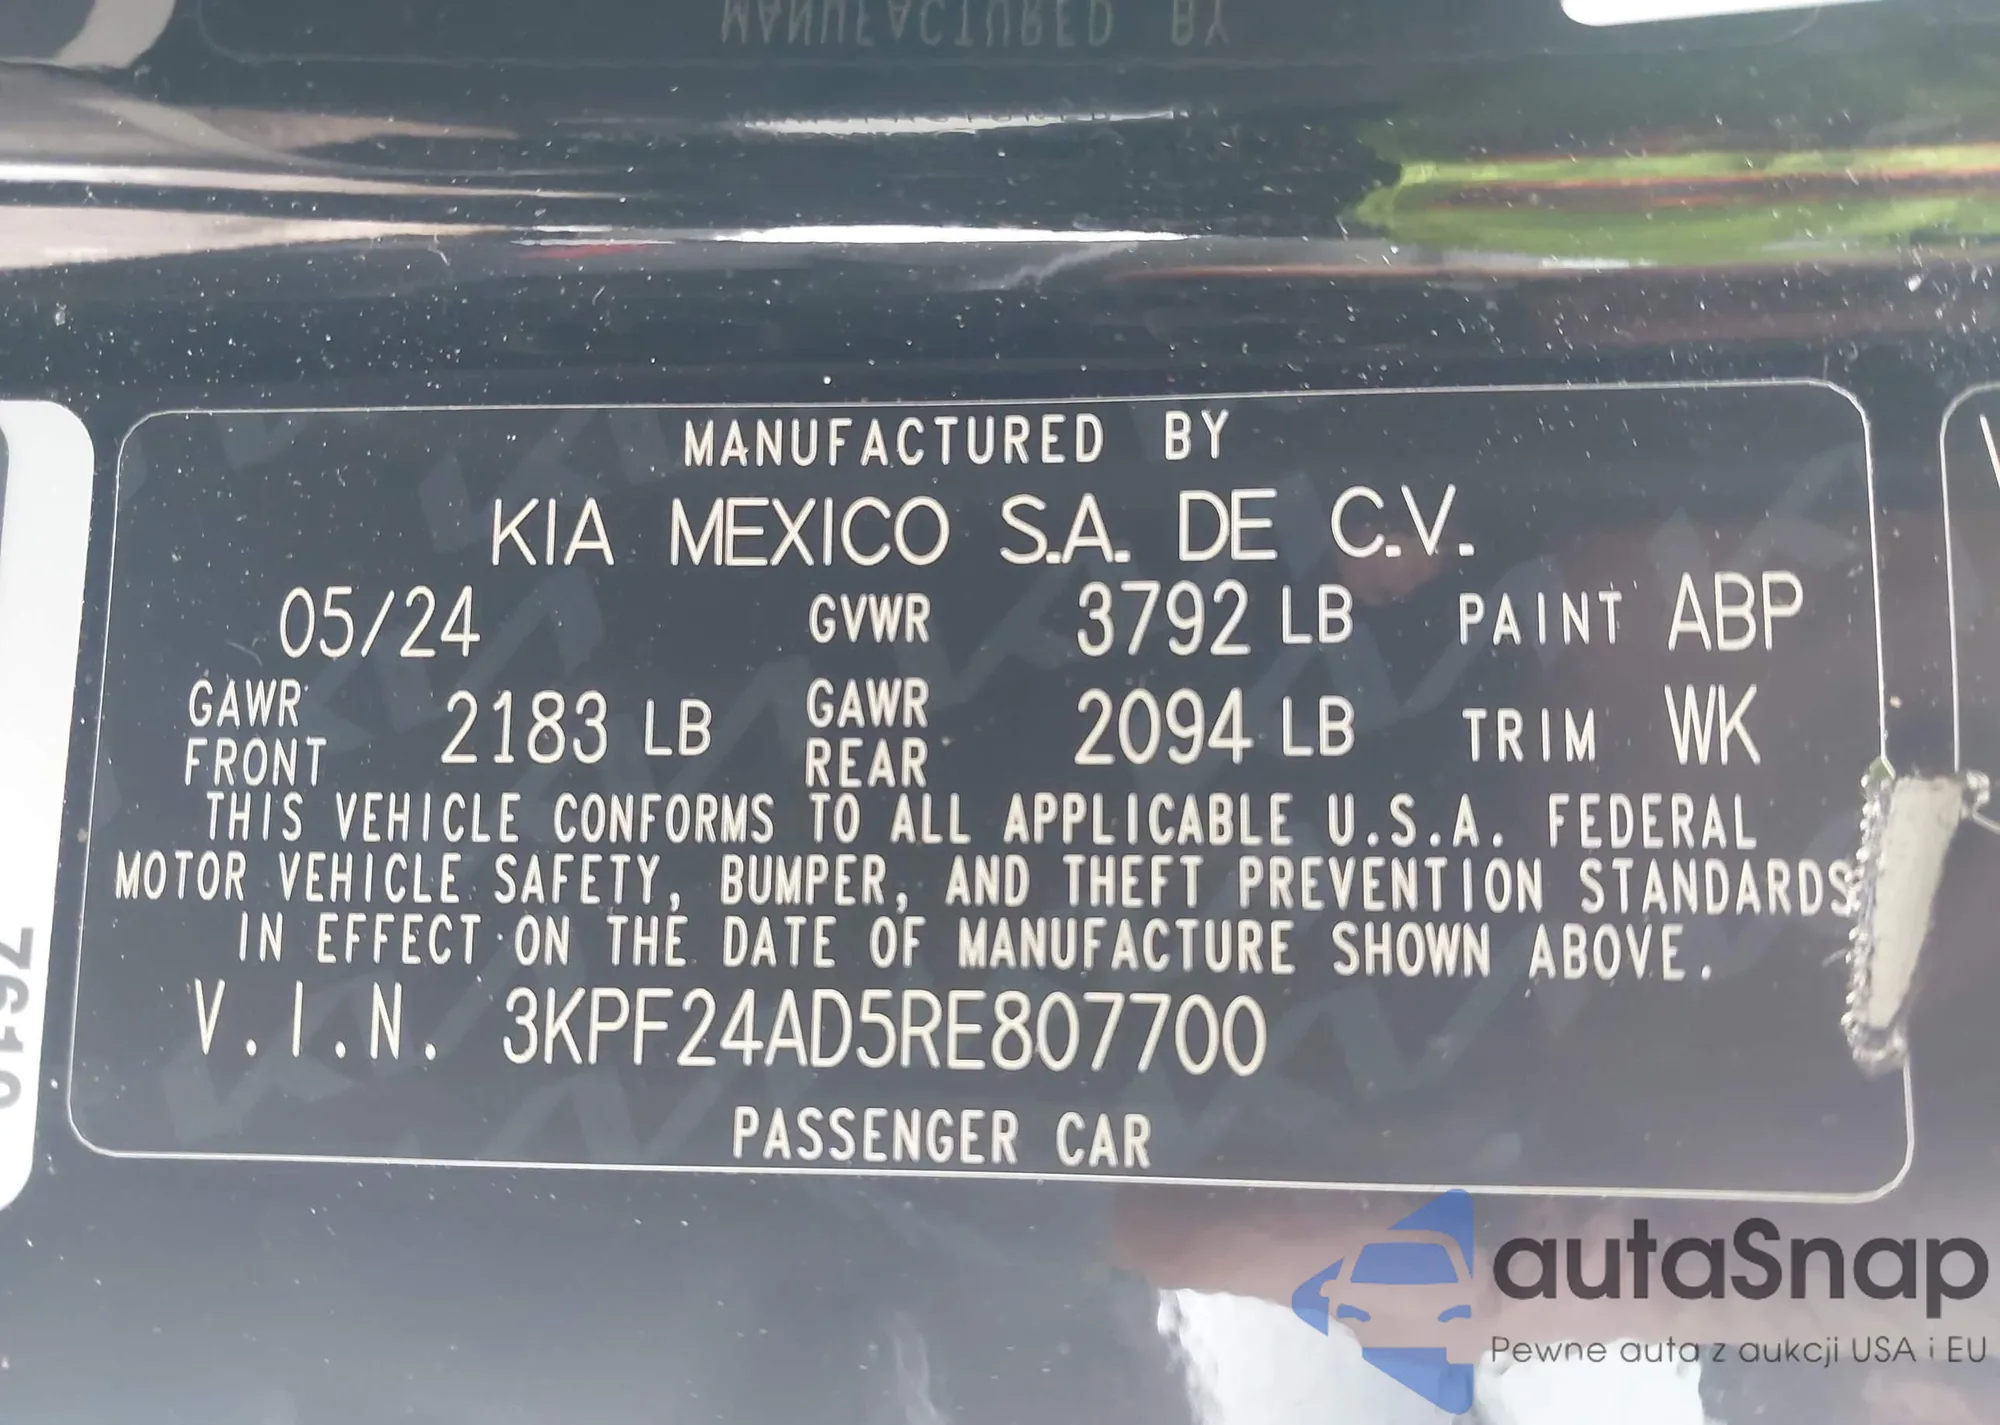 MANUFACTURED BY
MANUFACTURED BY
KIA MEXICO S.A. DE C.V.
05/24 GVWR 3792 LB PAINT ABP
GAWR FRONT 2183 LB GAWR REAR 2094 LB TRIM WK
THIS VEHICLE CONFORMS TO ALL APPLICABLE U.S.A. FEDERAL
MOTOR VEHICLE SAFETY, BUMPER, AND THEFT PREVENTION STANDARDS
IN EFFECT ON THE DATE OF MANUFACTURE SHOWN ABOVE.
V.I.N. 3KPF24AD5RE807700
PASSENGER CAR
autaSnap
Pewne auta z aukcji USA i EU